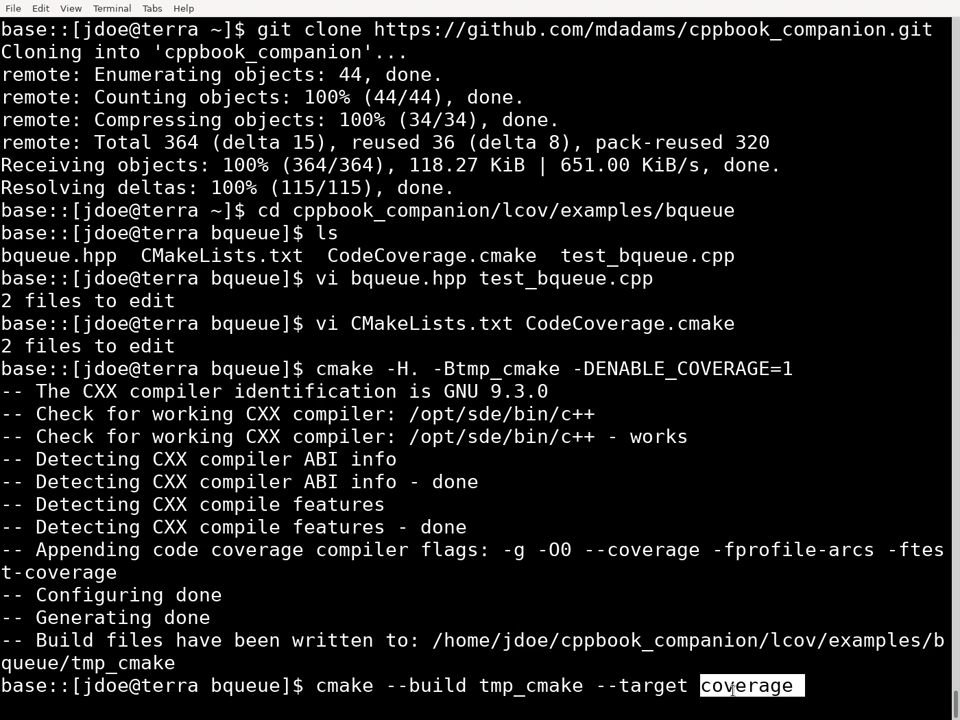 File Edit View Terminal Tabs Help
base::[jdoe@terra ~]$ git clone https://github.com/mdadams/cppbook_companion.git
Cloning into 'cppbook_companion'...
remote: Enumerating objects: 44, done.
remote: Counting objects: 100% (44/44), done.
remote: Compressing objects: 100% (34/34), done.
remote: Total 364 (delta 15), reused 36 (delta 8), pack-reused 320
Receiving objects: 100% (364/364), 118.27 KiB | 651.00 KiB/s, done.
Resolving deltas: 100% (115/115), done.
base::[jdoe@terra ~]$ cd cppbook_companion/lcov/examples/bqueue
base::[jdoe@terra bqueue]$ ls
bqueue.hpp  CMakeLists.txt  CodeCoverage.cmake  test_bqueue.cpp
base::[jdoe@terra bqueue]$ vi bqueue.hpp test_bqueue.cpp
2 files to edit
base::[jdoe@terra bqueue]$ vi CMakeLists.txt CodeCoverage.cmake
2 files to edit
base::[jdoe@terra bqueue]$ cmake -H. -Btmp_cmake -DENABLE_COVERAGE=1
-- The CXX compiler identification is GNU 9.3.0
-- Check for working CXX compiler: /opt/sde/bin/c++
-- Check for working CXX compiler: /opt/sde/bin/c++ - works
-- Detecting CXX compiler ABI info
-- Detecting CXX compiler ABI info - done
-- Detecting CXX compile features
-- Detecting CXX compile features - done
-- Appending code coverage compiler flags: -g -O0 --coverage -fprofile-arcs -ftes
t-coverage
-- Configuring done
-- Generating done
-- Build files have been written to: /home/jdoe/cppbook_companion/lcov/examples/b
queue/tmp_cmake
base::[jdoe@terra bqueue]$ cmake --build tmp_cmake --target coverage